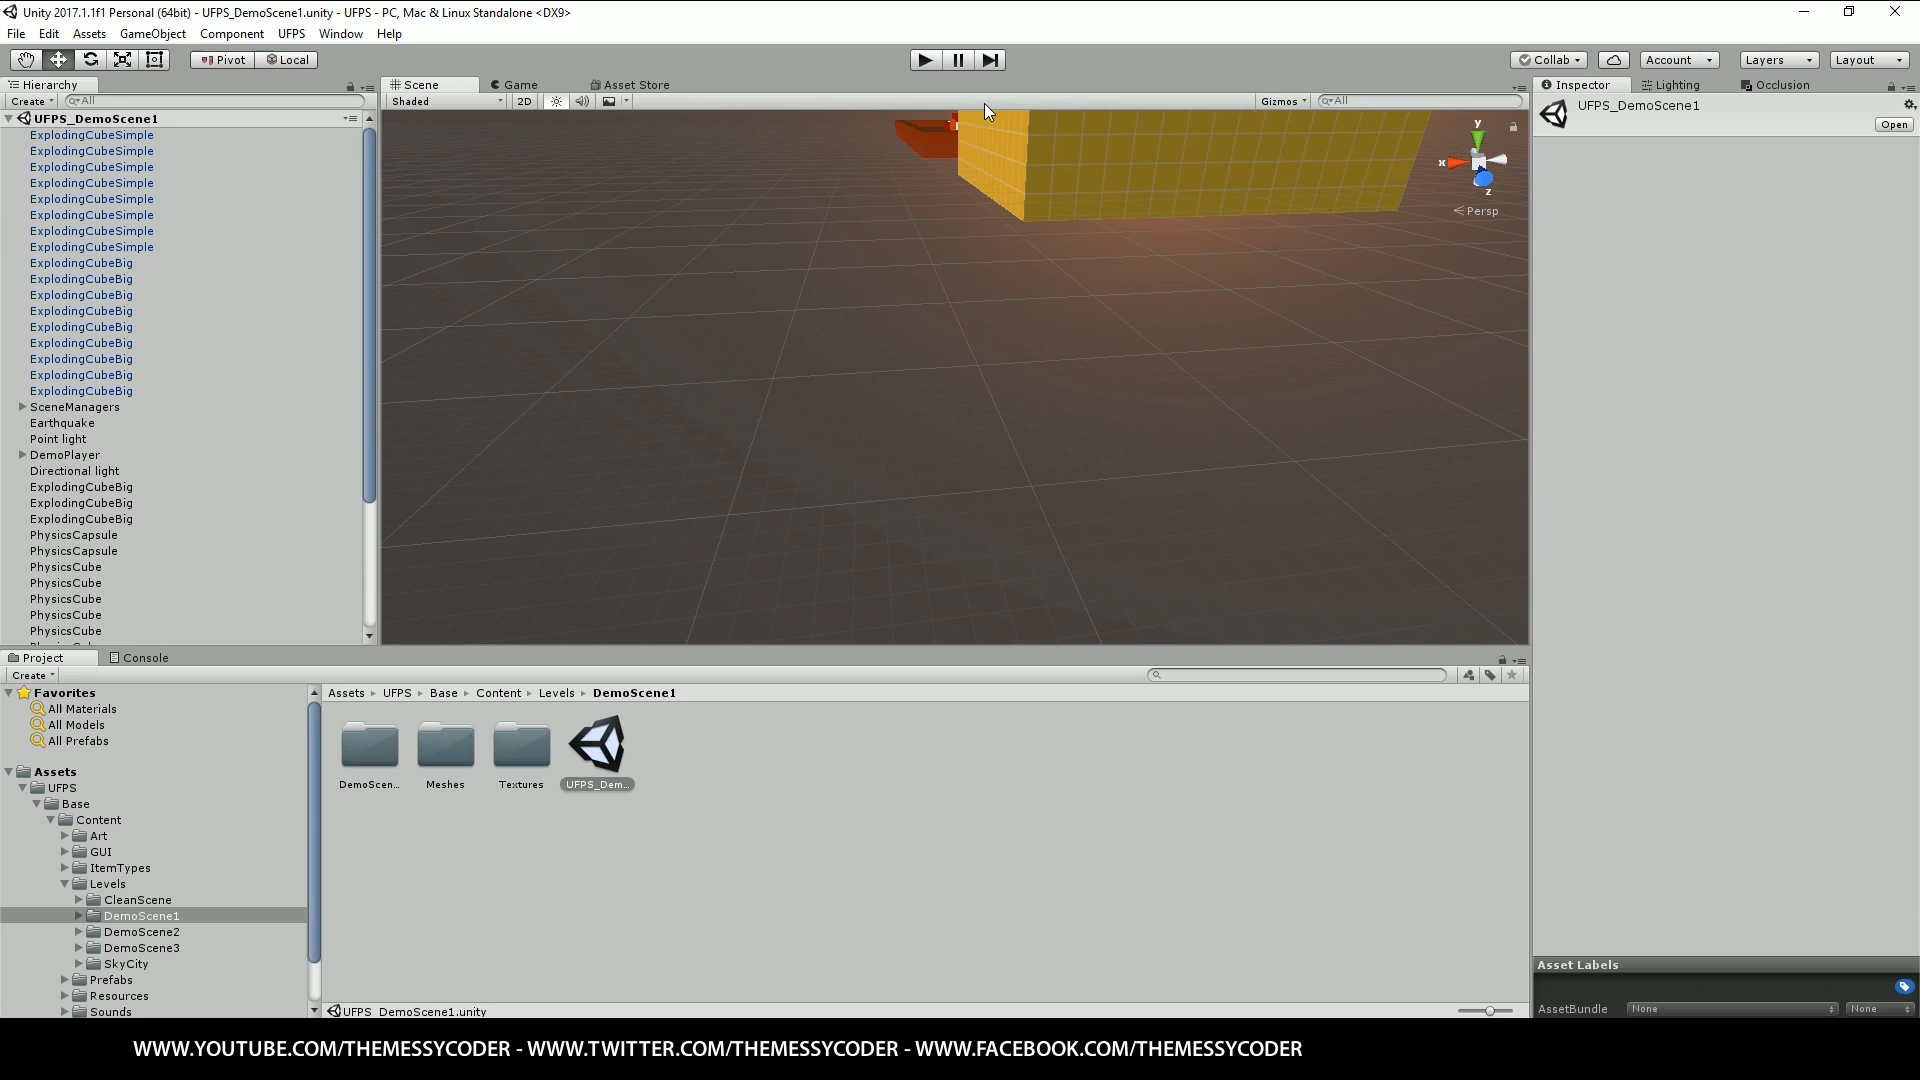 Unity 2017.1.1f1 Personal (64bit) - UFPS_DemoScene1.unity - UFPS - PC, Mac & Linux Standalone <DX9>
File Edit Assets GameObject Component UFPS Window Help
Pivot Local Collab Account Layers Layout
Hierarchy
Create All
UFPS_DemoScene1
ExplodingCubeSimple
ExplodingCubeSimple
ExplodingCubeSimple
ExplodingCubeSimple
ExplodingCubeSimple
ExplodingCubeSimple
ExplodingCubeSimple
ExplodingCubeSimple
ExplodingCubeBig
ExplodingCubeBig
ExplodingCubeBig
ExplodingCubeBig
ExplodingCubeBig
ExplodingCubeBig
ExplodingCubeBig
ExplodingCubeBig
ExplodingCubeBig
SceneManagers
Earthquake
Point light
DemoPlayer
Directional light
ExplodingCubeBig
ExplodingCubeBig
ExplodingCubeBig
PhysicsCapsule
PhysicsCapsule
PhysicsCube
PhysicsCube
PhysicsCube
PhysicsCube
PhysicsCube
Scene Game Asset Store
Shaded 2D Gizmos All
y
x
z
Persp
Inspector Lighting Occlusion
UFPS_DemoScene1
Open
Project Console
Create
Favorites
All Materials
All Models
All Prefabs
Assets
UFPS
Base
Content
Art
GUI
ItemTypes
Levels
CleanScene
DemoScene1
DemoScene2
DemoScene3
SkyCity
Prefabs
Resources
Sounds
Assets UFPS Base Content Levels DemoScene1
DemoScen... Meshes Textures UFPS_Dem...
UFPS_DemoScene1.unity
Asset Labels
AssetBundle None None
WWW.YOUTUBE.COM/THEMESSYCODER - WWW.TWITTER.COM/THEMESSYCODER - WWW.FACEBOOK.COM/THEMESSYCODER